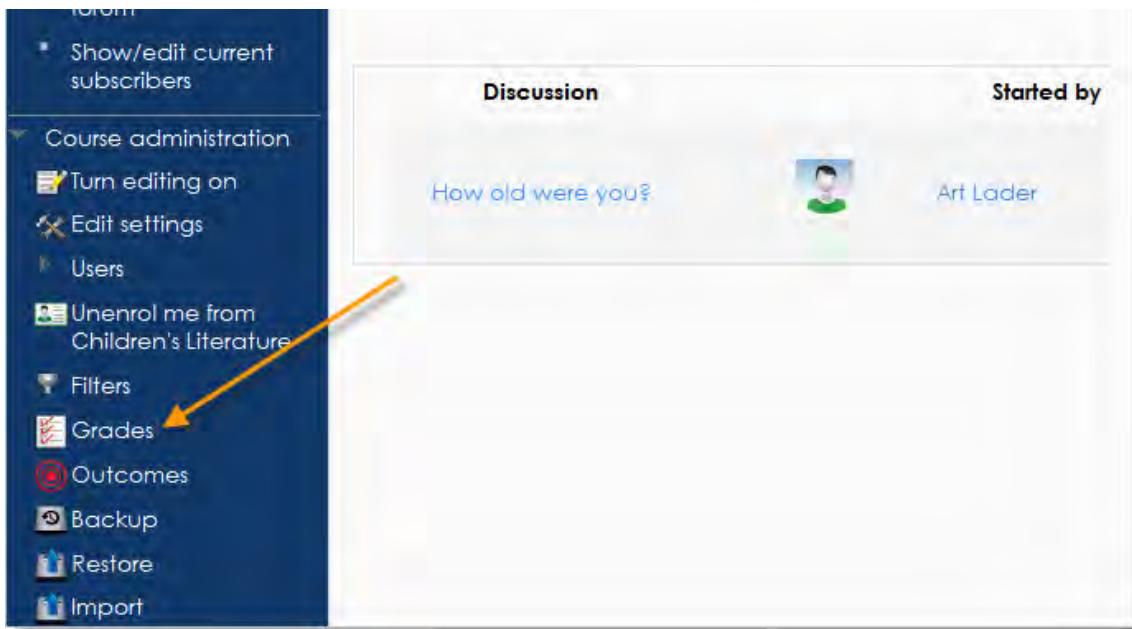 forum
Show/edit current
subscribers
Course administration
Turn editing on
Edit settings
Users
Unenrol me from
Children's Literature
Filters
Grades
Outcomes
Backup
Restore
Import
Discussion
Started by
How old were you?
Art Lader